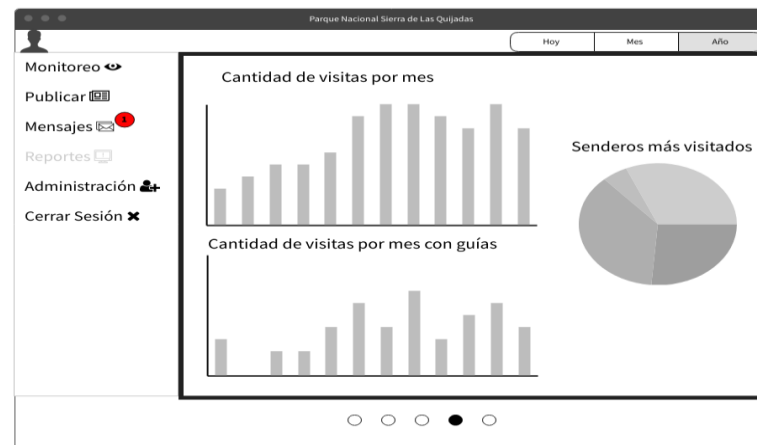 Parque Nacional Sierra de Las Quijadas
Hoy Mes Año
Monitoreo
Publicar
Mensajes 1
Reportes
Administración
Cerrar Sesión
Cantidad de visitas por mes
Senderos más visitados
Cantidad de visitas por mes con guías